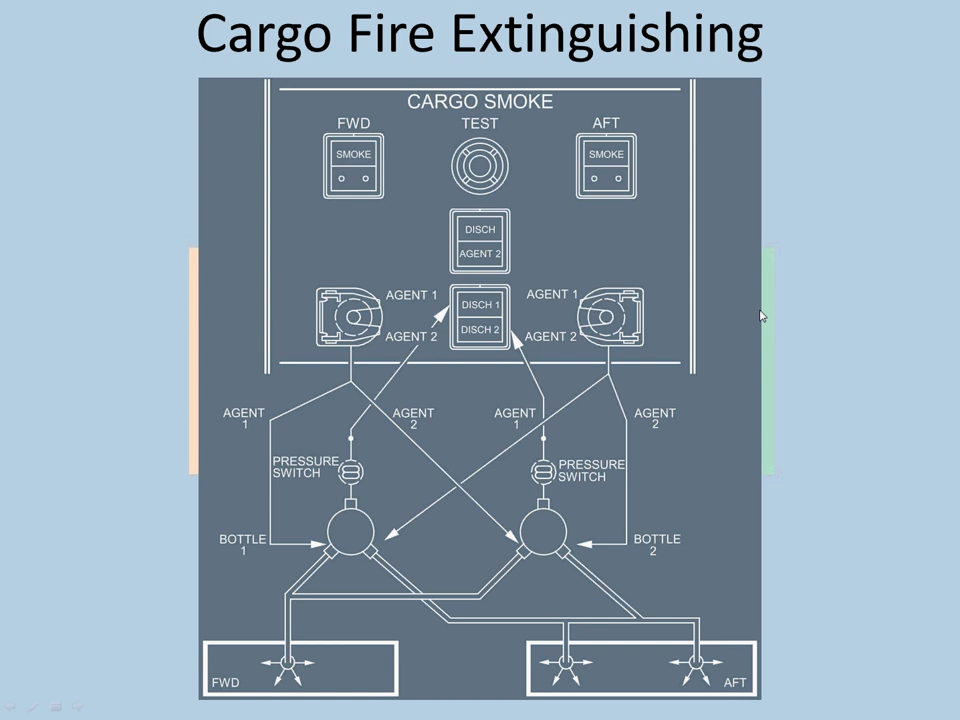 Cargo Fire Extinguishing
CARGO SMOKE
FWD
TEST
AFT
SMOKE
SMOKE
DISCH
AGENT 2
AGENT 1
DISCH 1
AGENT 1
AGENT 2
DISCH 2
AGENT 2
AGENT
1
AGENT
2
AGENT
1
AGENT
2
PRESSURE
SWITCH
PRESSURE
SWITCH
BOTTLE
1
BOTTLE
2
FWD
AFT